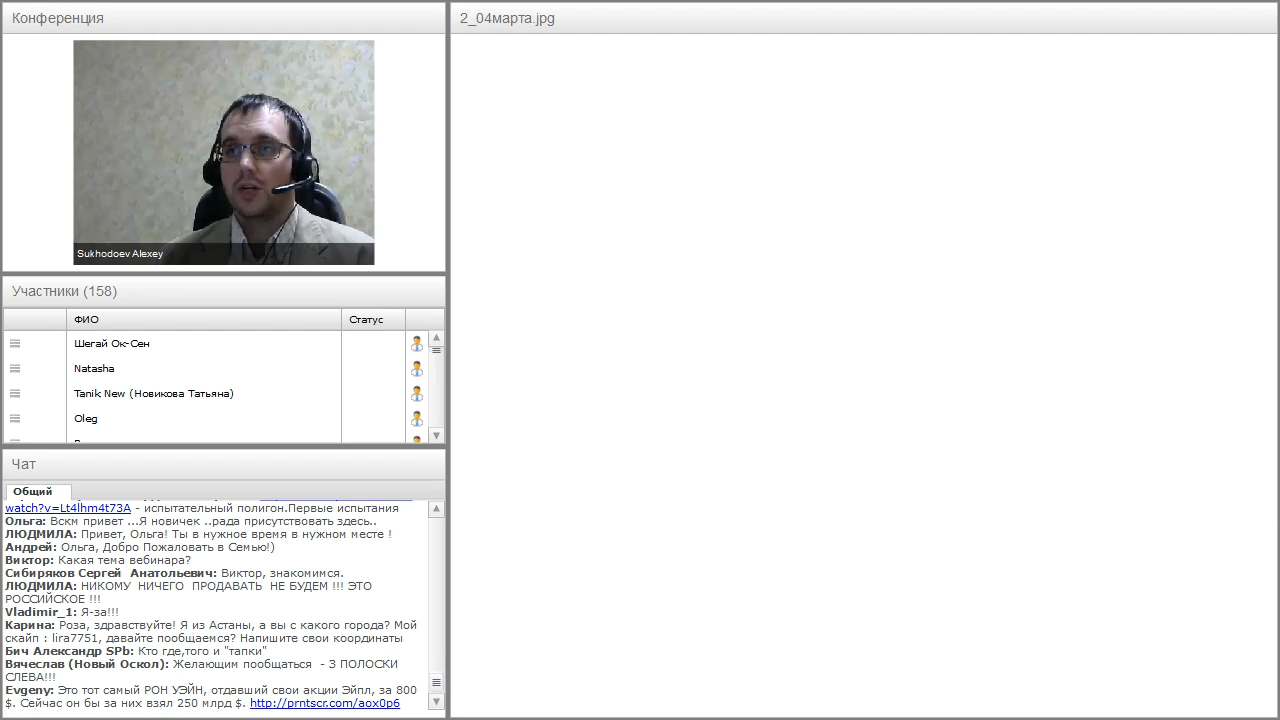 Конференция
2_04марта.jpg
Sukhodoev Alexey
Участники (158)
ФИО
Статус
Шегай Ок-Сен
Natasha
Tanik New (Новикова Татьяна)
Oleg
Чат
Общий
watch?v=Lt4lhm4t73A - испытательный полигон.Первые испытания
Ольга: Вскм привет ...Я новичек ..рада присутствовать здесь..
ЛЮДМИЛА: Привет, Ольга! Ты в нужное время в нужном месте !
Андрей: Ольга, Добро Пожаловать в Семью!)
Виктор: Какая тема вебинара?
Сибиряков Сергей Анатольевич: Виктор, знакомимся.
ЛЮДМИЛА: НИКОМУ НИЧЕГО ПРОДАВАТЬ НЕ БУДЕМ !!! ЭТО
РОССИЙСКОЕ !!!
Vladimir_1: Я-за!!!
Карина: Роза, здравствуйте! Я из Астаны, а вы с какого города? Мой
скайп : lira7751, давайте пообщаемся? Напишите свои координаты
Бич Александр SPb: Кто где,того и "тапки"
Вячеслав (Новый Оскол): Желающим пообщаться - 3 ПОЛОСКИ
СЛЕВА!!!
Evgeny: Это тот самый РОН УЭЙН, отдавший свои акции Эйпл, за 800
$. Сейчас он бы за них взял 250 млрд $. http://prntscr.com/aox0p6